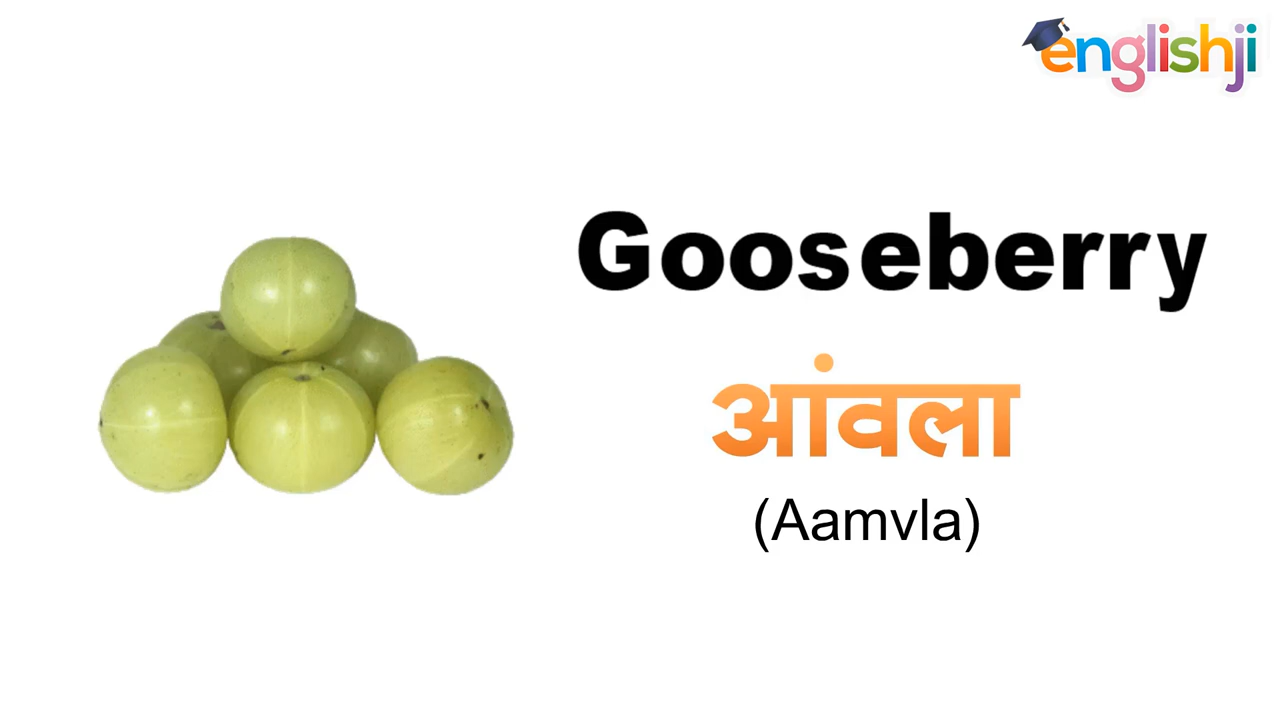 englishji
Gooseberry
आंवला
(Aamvla)